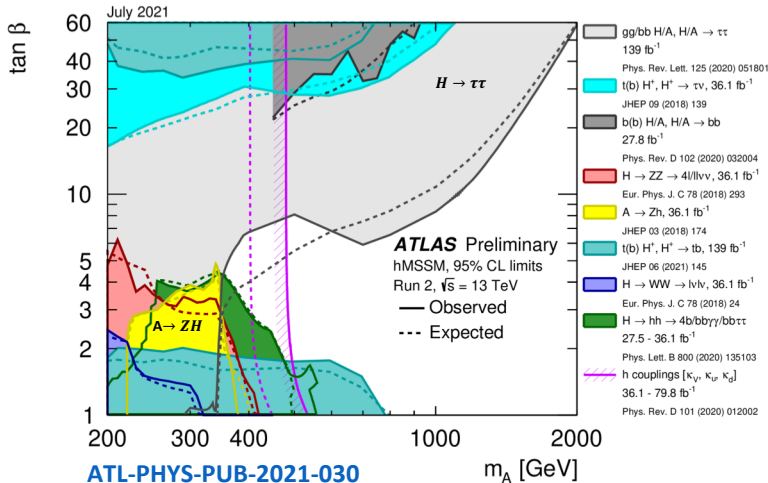 July 2021
tan β
60
50
40
30
20
10
5
4
3
2
1
H → ττ
A→ ZH
ATLAS Preliminary
hMSSM, 95% CL limits
Run 2, √s = 13 TeV
Observed
Expected
200
300
400
1000
2000
m_A [GeV]
ATL-PHYS-PUB-2021-030
gg/bb H/A, H/A → ττ
139 fb⁻¹
Phys. Rev. Lett. 125 (2020) 051801
t(b) H⁺, H⁺ → τν, 36.1 fb⁻¹
JHEP 09 (2018) 139
b(b) H/A, H/A → bb
27.8 fb⁻¹
Phys. Rev. D 102 (2020) 032004
H → ZZ → 4l/llνν, 36.1 fb⁻¹
Eur. Phys. J. C 78 (2018) 293
A → Zh, 36.1 fb⁻¹
JHEP 03 (2018) 174
t(b) H⁺, H⁺ → tb, 139 fb⁻¹
JHEP 06 (2021) 145
H → WW → lνlν, 36.1 fb⁻¹
Eur. Phys. J. C 78 (2018) 24
H → hh → 4b/bbγγ/bbττ
27.5 - 36.1 fb⁻¹
Phys. Lett. B 800 (2020) 135103
h couplings [κ_V, κ_u, κ_d]
36.1 - 79.8 fb⁻¹
Phys. Rev. D 101 (2020) 012002